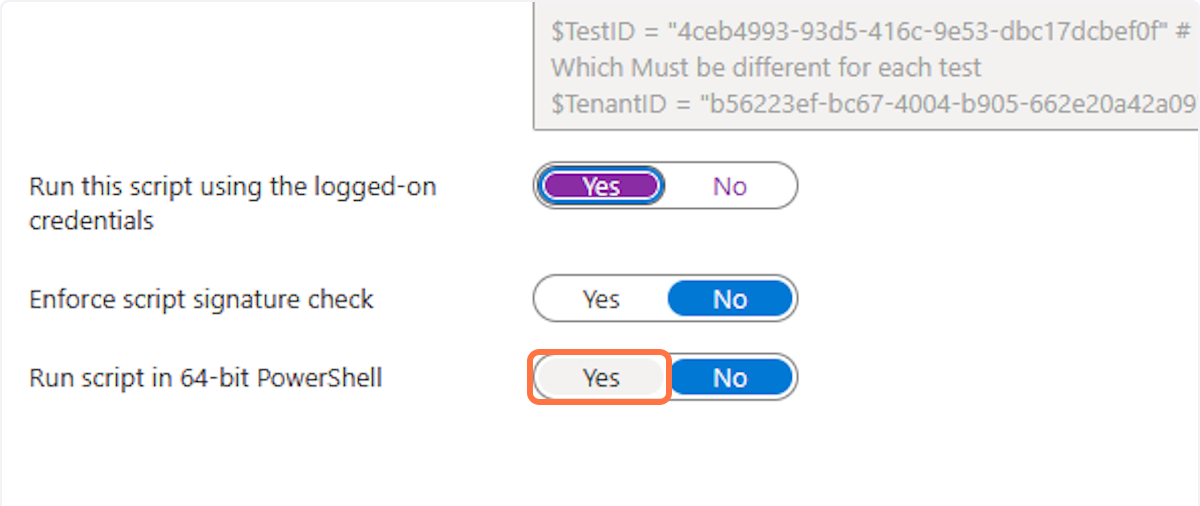 $TestID = "4ceb4993-93d5-416c-9e53-dbc17dcbef0f" #
Which Must be different for each test
$TenantID = "b56223ef-bc67-4004-b905-662e20a42a09
Run this script using the logged-on
credentials
Yes No
Enforce script signature check
Yes No
Run script in 64-bit PowerShell
Yes No